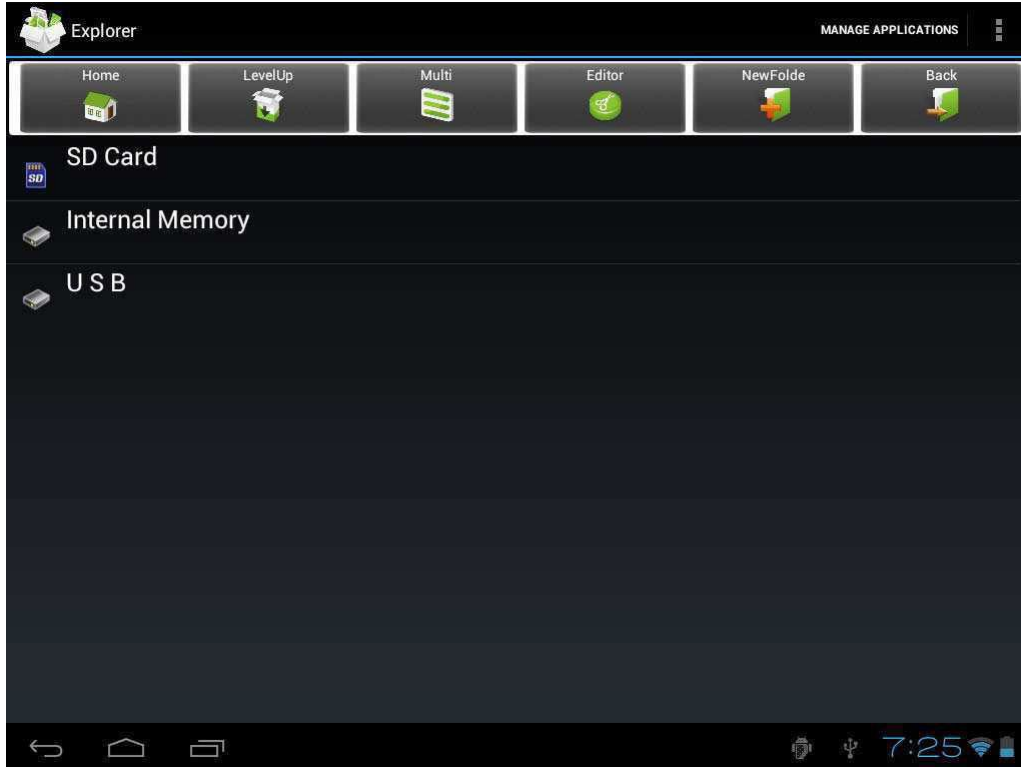 Explorer MANAGE APPLICATIONS
Home LevelUp Multi Editor NewFolde Back
SD Card
SD
Internal Memory
U S B
7:25